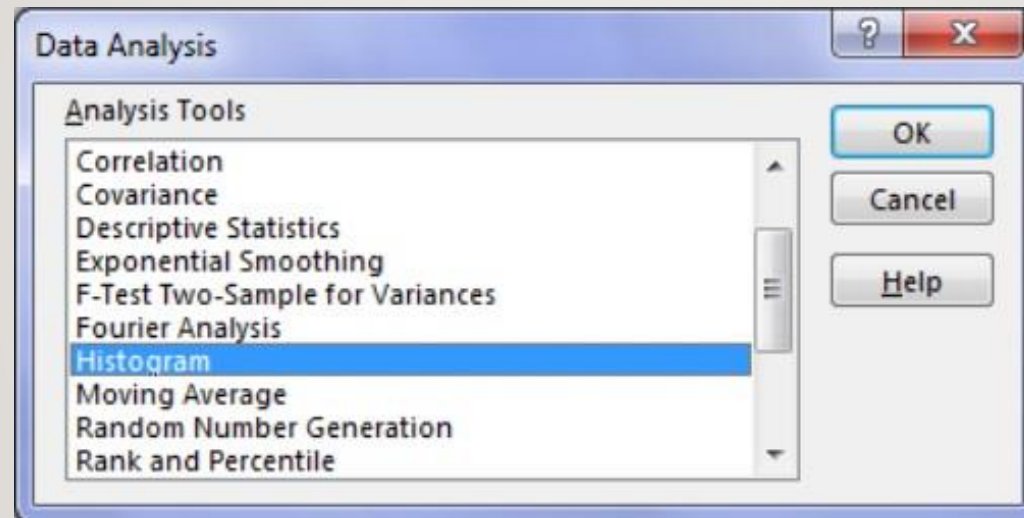 Data Analysis
?
X
Analysis Tools
Correlation
Covariance
Descriptive Statistics
Exponential Smoothing
F-Test Two-Sample for Variances
Fourier Analysis
Histogram
Moving Average
Random Number Generation
Rank and Percentile
OK
Cancel
Help